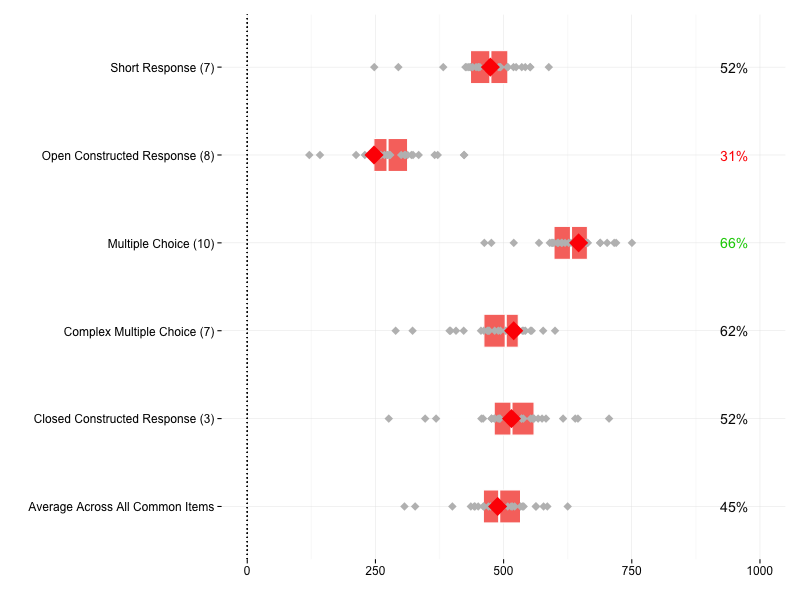 Short Response (7) 52%
Open Constructed Response (8) 31%
Multiple Choice (10) 66%
Complex Multiple Choice (7) 62%
Closed Constructed Response (3) 52%
Average Across All Common Items 45%
0 250 500 750 1000